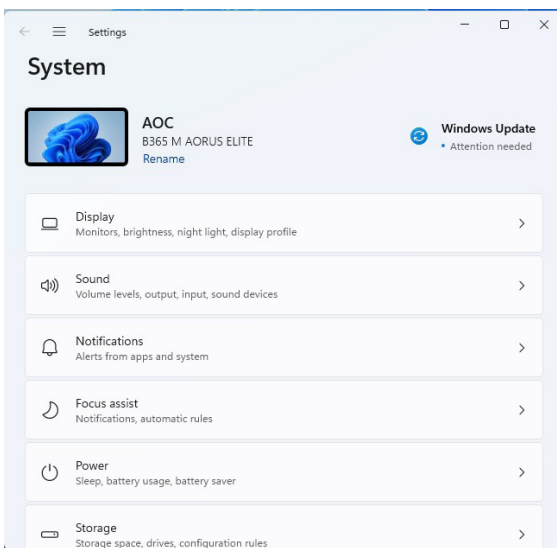 Settings
System
AOC
B365 M AORUS ELITE
Rename
Windows Update
Attention needed
Display
Monitors, brightness, night light, display profile
Sound
Volume levels, output, input, sound devices
Notifications
Alerts from apps and system
Focus assist
Notifications, automatic rules
Power
Sleep, battery usage, battery saver
Storage
Storage space, drives, configuration rules